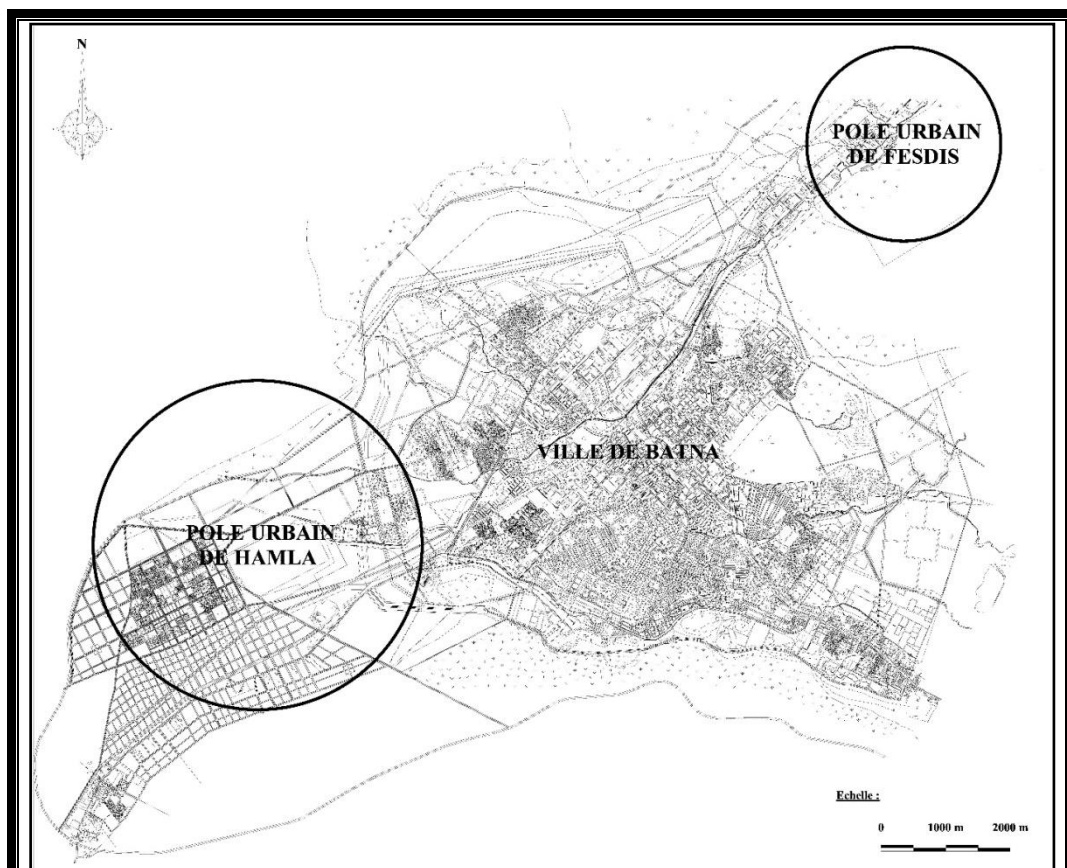 N
POLE URBAIN
DE FESDIS
VILLE DE BATNA
POLE URBAIN
DE HAMLA
Echelle :
0 1000 m 2000 m